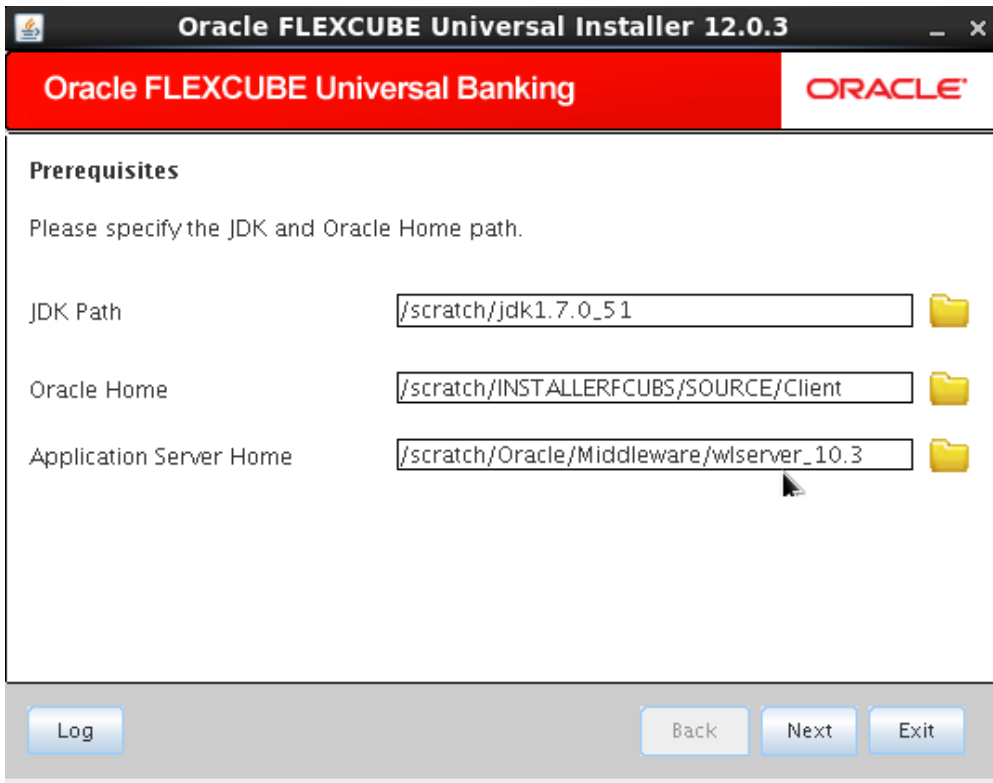 Oracle FLEXCUBE Universal Installer 12.0.3
Oracle FLEXCUBE Universal Banking
ORACLE
Prerequisites
Please specify the JDK and Oracle Home path.
JDK Path /scratch/jdk1.7.0_51
Oracle Home /scratch/INSTALLERFCUBS/SOURCE/Client
Application Server Home /scratch/Oracle/Middleware/wlserver_10.3
Log Back Next Exit